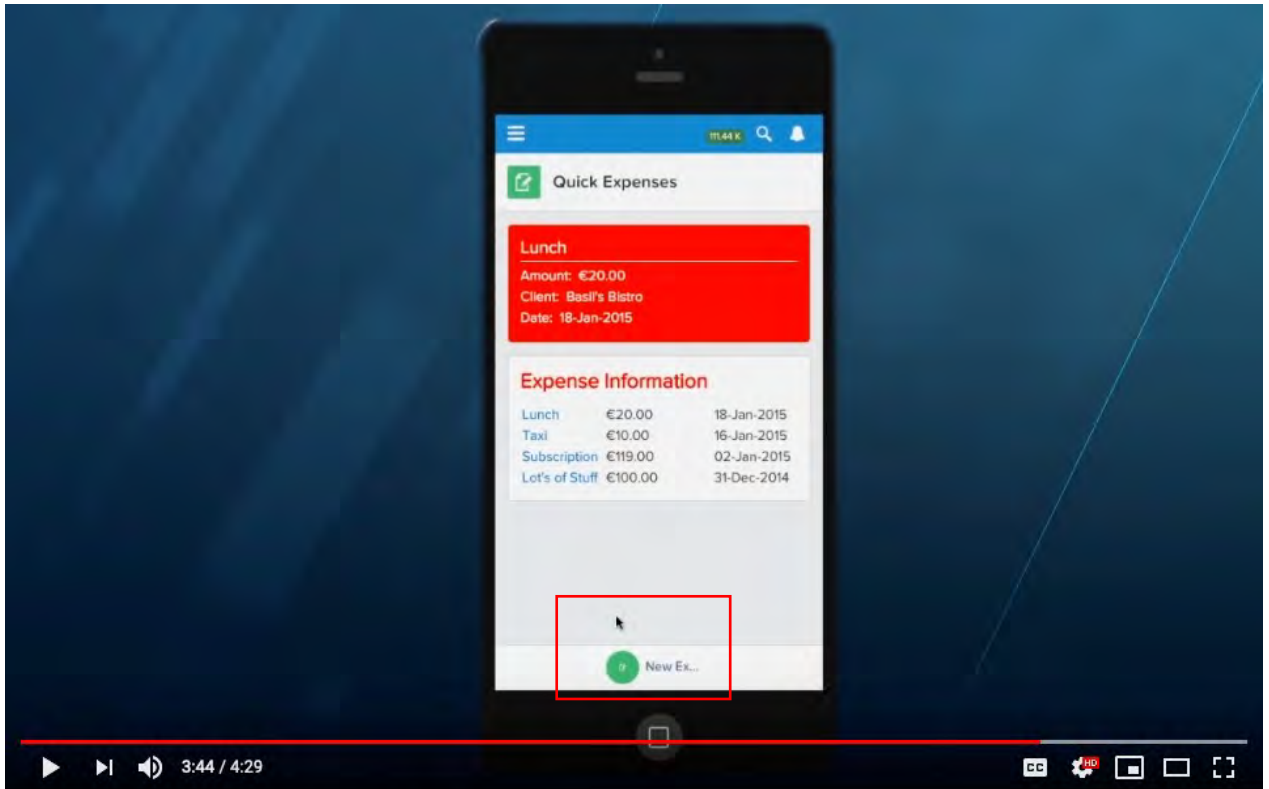 111.44 K
Quick Expenses
Lunch
Amount: €20.00
Client: Basil's Bistro
Date: 18-Jan-2015
Expense Information
Lunch €20.00 18-Jan-2015
Taxi €10.00 16-Jan-2015
Subscription €119.00 02-Jan-2015
Lot's of Stuff €100.00 31-Dec-2014
New Ex...
3:44 / 4:29 CC HD